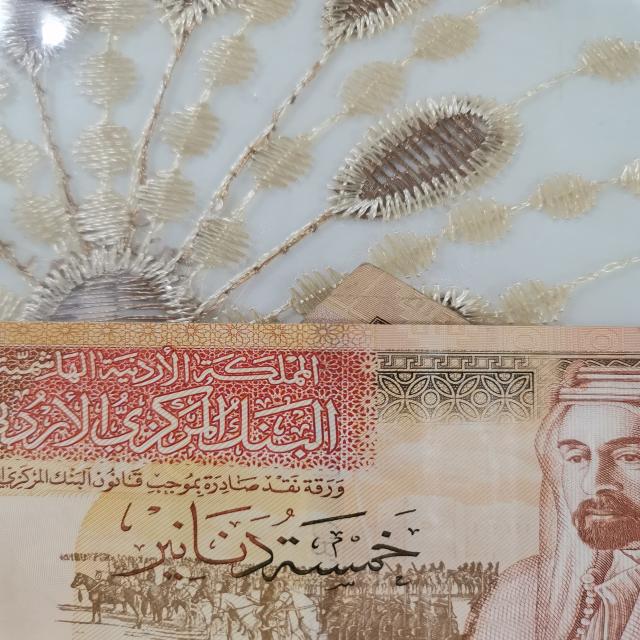 المملكة الأردنية الهاشمية
البنك المركزي الأردني
ورقة نقد صادرة بموجب قانون البنك المركزي
خمسة دنانير